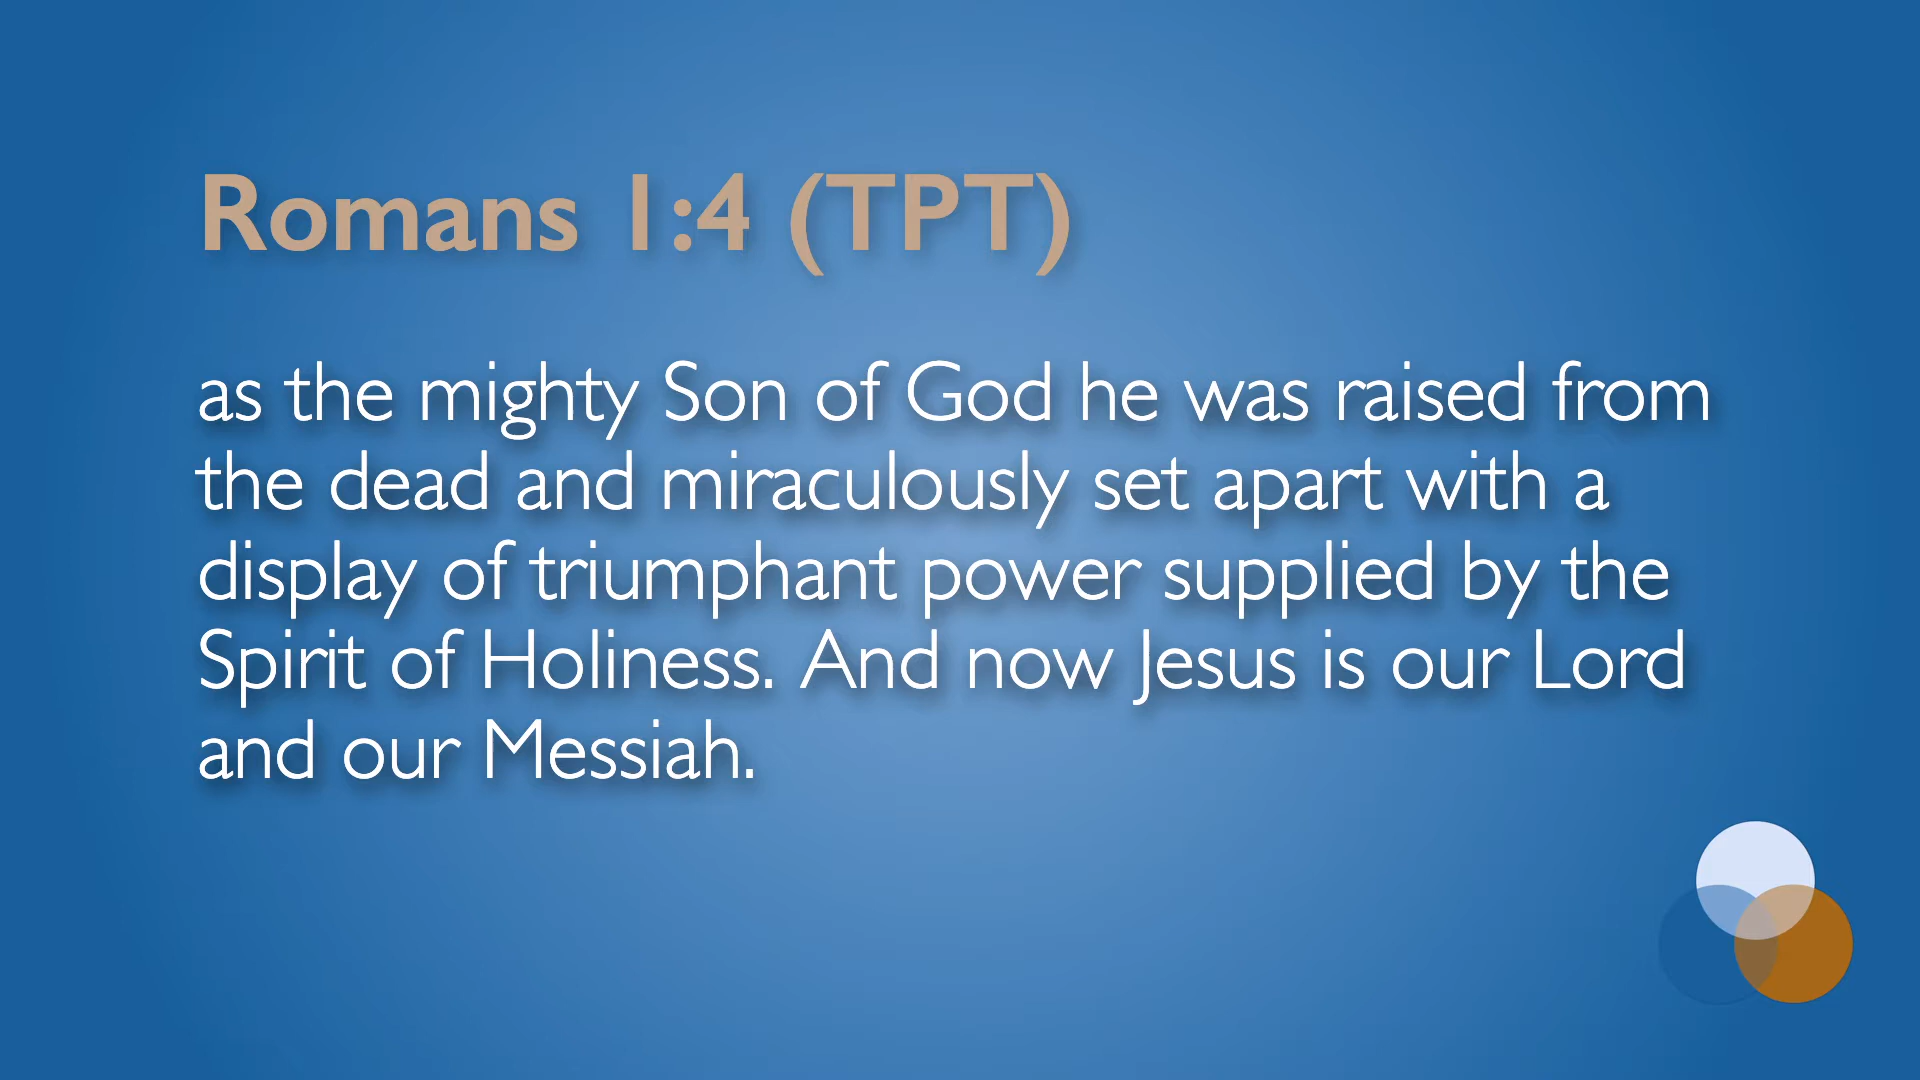 Romans 1:4 (TPT)
as the mighty Son of God he was raised from
the dead and miraculously set apart with a
display of triumphant power supplied by the
Spirit of Holiness. And now Jesus is our Lord
and our Messiah.